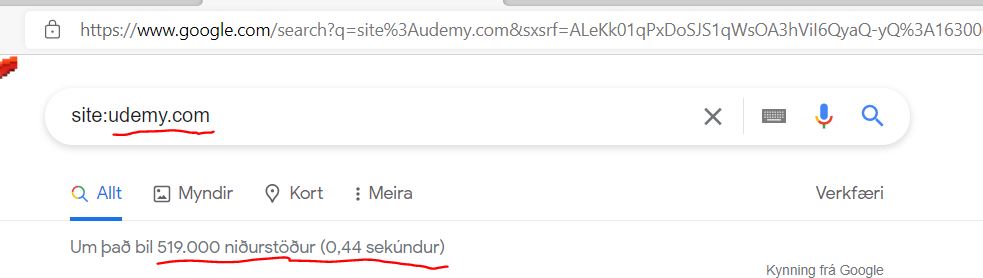 https://www.google.com/search?q=site%3Audemy.com&sxsrf=ALeKk01qPxDoSJS1qWsOA3hViI6QyaQ-yQ%3A16300
site:udemy.com
Allt Myndir Kort Meira Verkfæri
Um það bil 519.000 niðurstöður (0,44 sekúndur)
Kynning frá Google